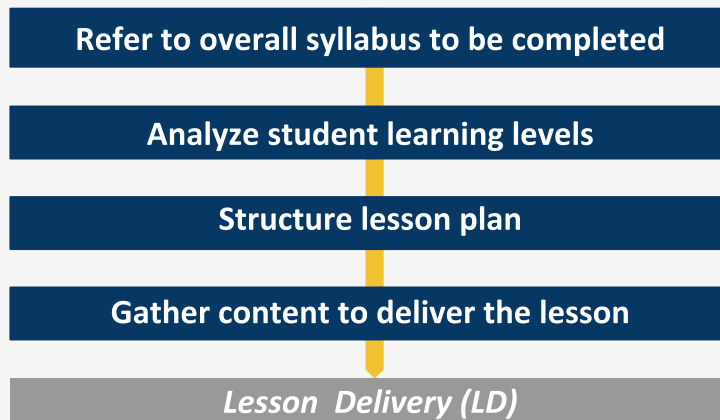 Refer to overall syllabus to be completed
Analyze student learning levels
Structure lesson plan
Gather content to deliver the lesson
Lesson  Delivery (LD)